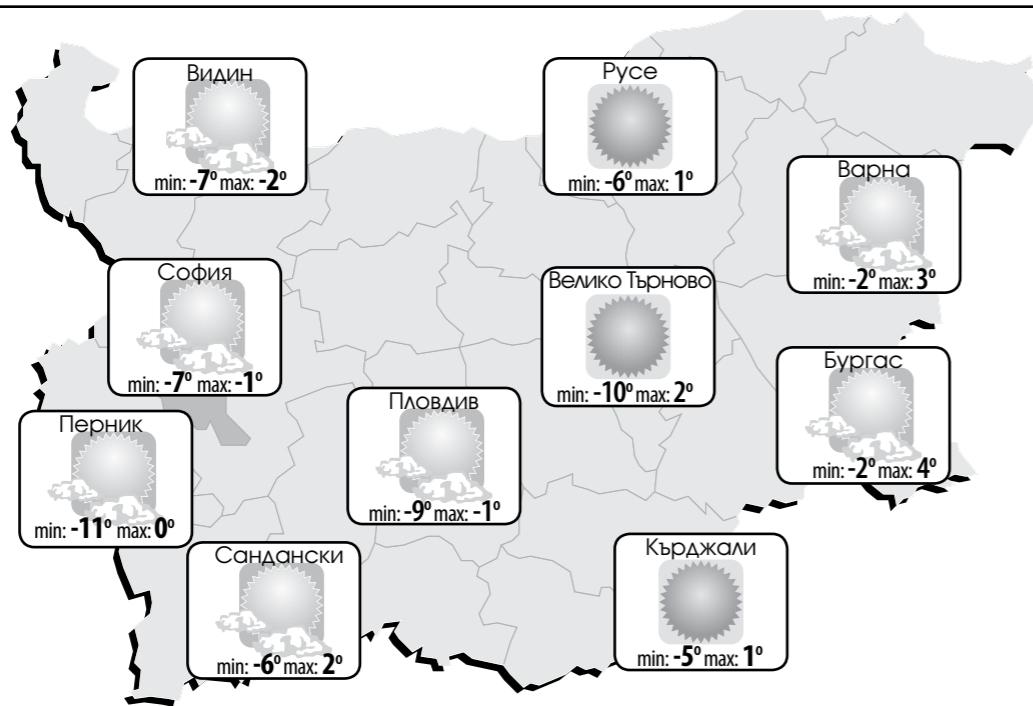 Видин
min: -7° max: -2°
Русе
min: -6° max: 1°
Варна
min: -2° max: 3°
София
min: -7° max: -1°
Велико Търново
min: -10° max: 2°
Бургас
min: -2° max: 4°
Пловдив
min: -9° max: -1°
Перник
min: -11° max: 0°
Сандански
min: -6° max: 2°
Кърджали
min: -5° max: 1°